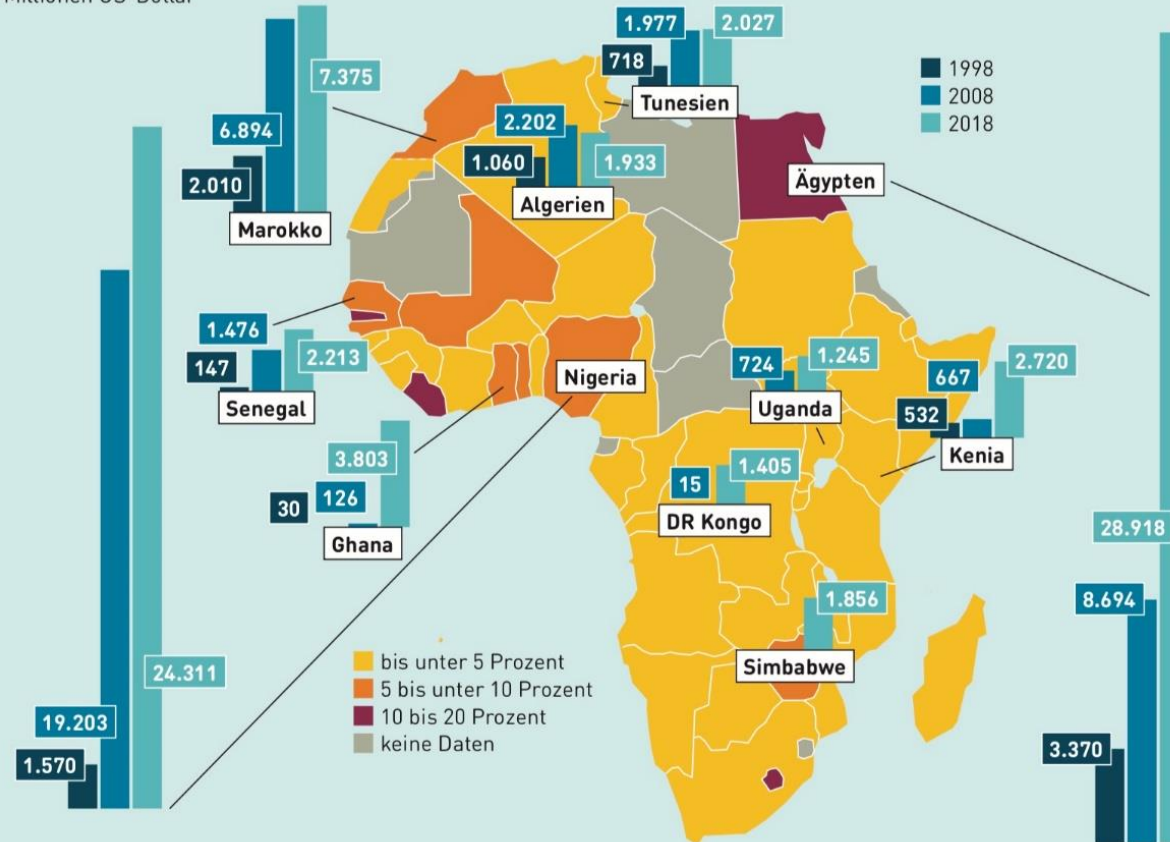 Millionen US-Dollar
1998
2008
2018
2.010
6.894
7.375
Marokko
718
1.977
2.027
Tunesien
1.060
2.202
1.933
Algerien
Ägypten
3.370
8.694
28.918
147
1.476
2.213
Senegal
30
126
3.803
Ghana
Nigeria
1.570
19.203
24.311
724
1.245
Uganda
532
667
2.720
Kenia
15
1.405
DR Kongo
1.856
Simbabwe
bis unter 5 Prozent
5 bis unter 10 Prozent
10 bis 20 Prozent
keine Daten